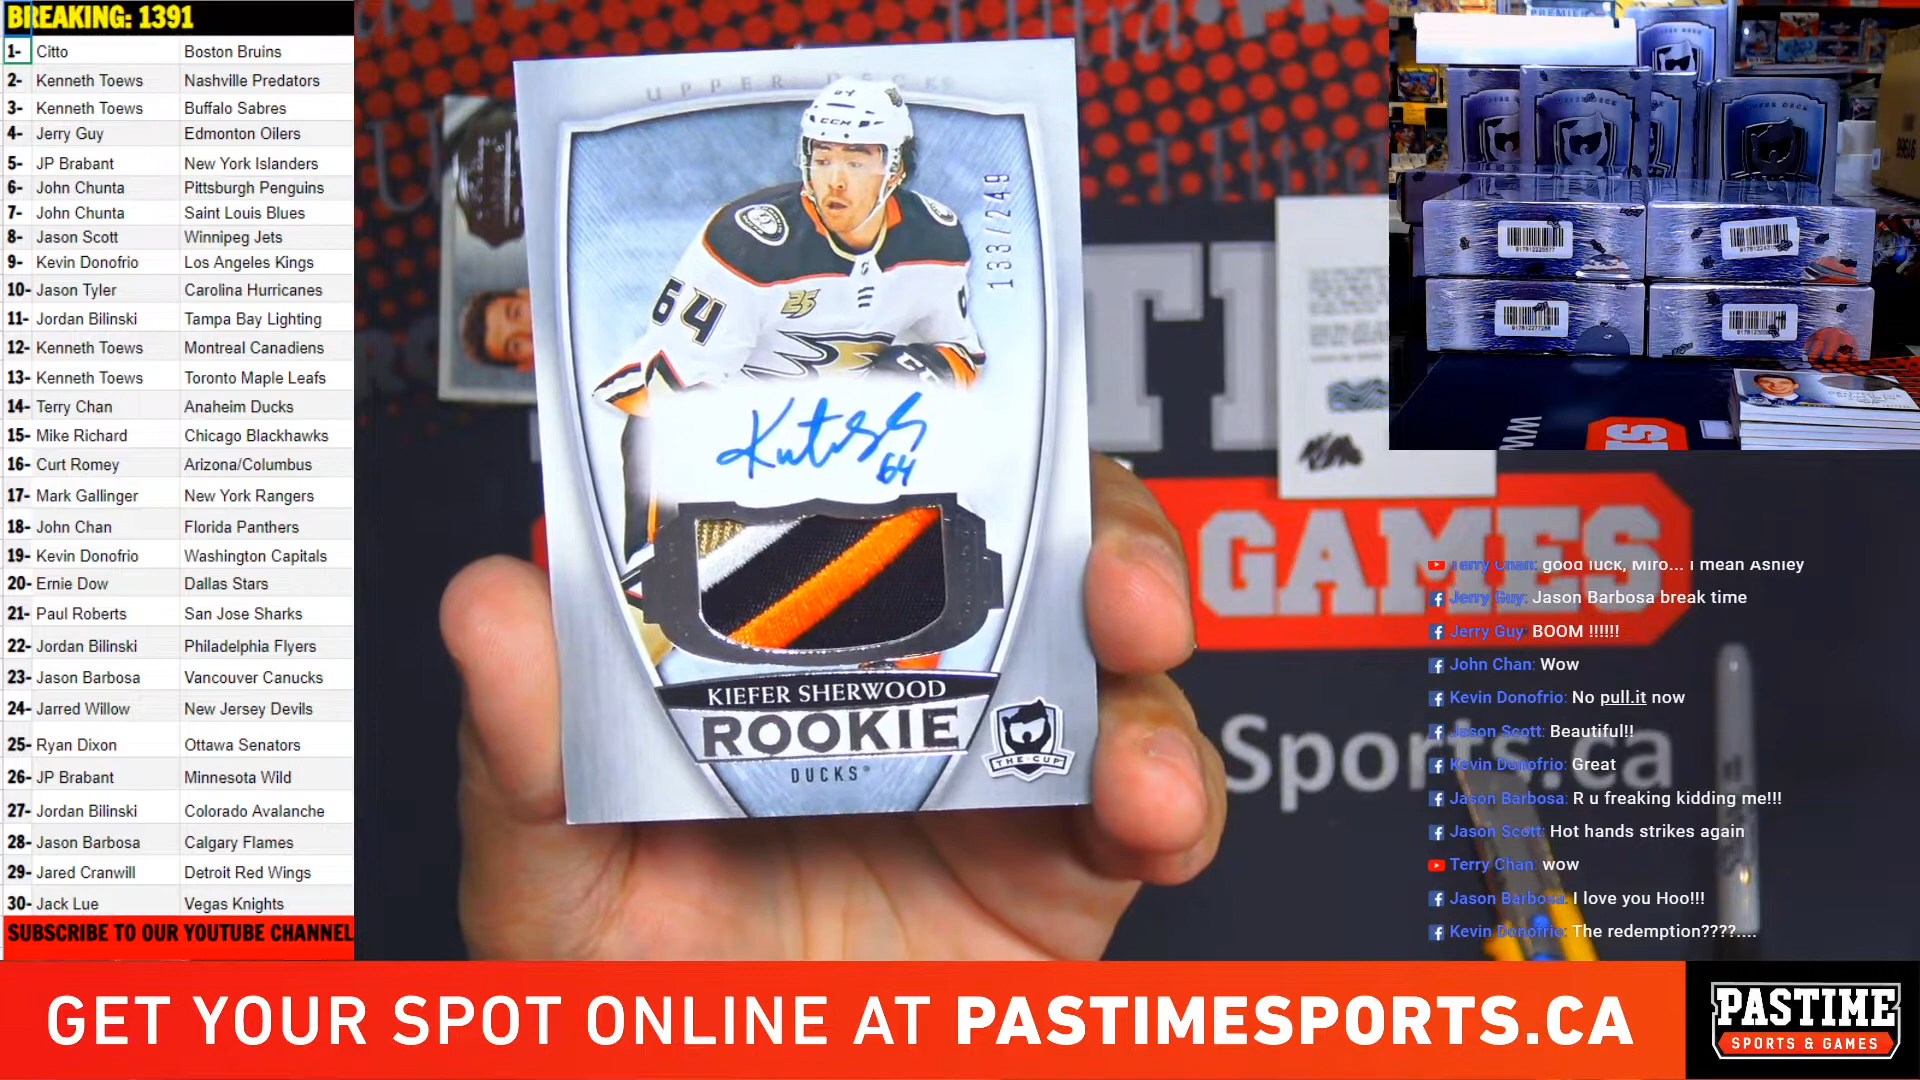 BREAKING: 1391
1- Citto Boston Bruins
2- Kenneth Toews Nashville Predators
3- Kenneth Toews Buffalo Sabres
4- Jerry Guy Edmonton Oilers
5- JP Brabant New York Islanders
6- John Chunta Pittsburgh Penguins
7- John Chunta Saint Louis Blues
8- Jason Scott Winnipeg Jets
9- Kevin Donofrio Los Angeles Kings
10- Jason Tyler Carolina Hurricanes
11- Jordan Bilinski Tampa Bay Lighting
12- Kenneth Toews Montreal Canadiens
13- Kenneth Toews Toronto Maple Leafs
14- Terry Chan Anaheim Ducks
15- Mike Richard Chicago Blackhawks
16- Curt Romey Arizona/Columbus
17- Mark Gallinger New York Rangers
18- John Chan Florida Panthers
19- Kevin Donofrio Washington Capitals
20- Ernie Dow Dallas Stars
21- Paul Roberts San Jose Sharks
22- Jordan Bilinski Philadelphia Flyers
23- Jason Barbosa Vancouver Canucks
24- Jarred Willow New Jersey Devils
25- Ryan Dixon Ottawa Senators
26- JP Brabant Minnesota Wild
27- Jordan Bilinski Colorado Avalanche
28- Jason Barbosa Calgary Flames
29- Jared Cranwill Detroit Red Wings
30- Jack Lue Vegas Knights
SUBSCRIBE TO OUR YOUTUBE CHANNEL
UPPER DECK
64
CCM
133/249
64
25
64
KIEFER SHERWOOD
ROOKIE
DUCKS
THE CUP
GAMES
Sports.ca
Terry Chan: good luck, Miro... I mean Ashley
Jerry Guy: Jason Barbosa break time
Jerry Guy: BOOM !!!!!!
John Chan: Wow
Kevin Donofrio: No pull.it now
Jason Scott: Beautiful!!
Kevin Donofrio: Great
Jason Barbosa: R u freaking kidding me!!!
Jason Scott: Hot hands strikes again
Terry Chan: wow
Jason Barbosa: I love you Hoo!!!
Kevin Donofrio: The redemption????....
GET YOUR SPOT ONLINE AT PASTIMESPORTS.CA
PASTIME
SPORTS & GAMES